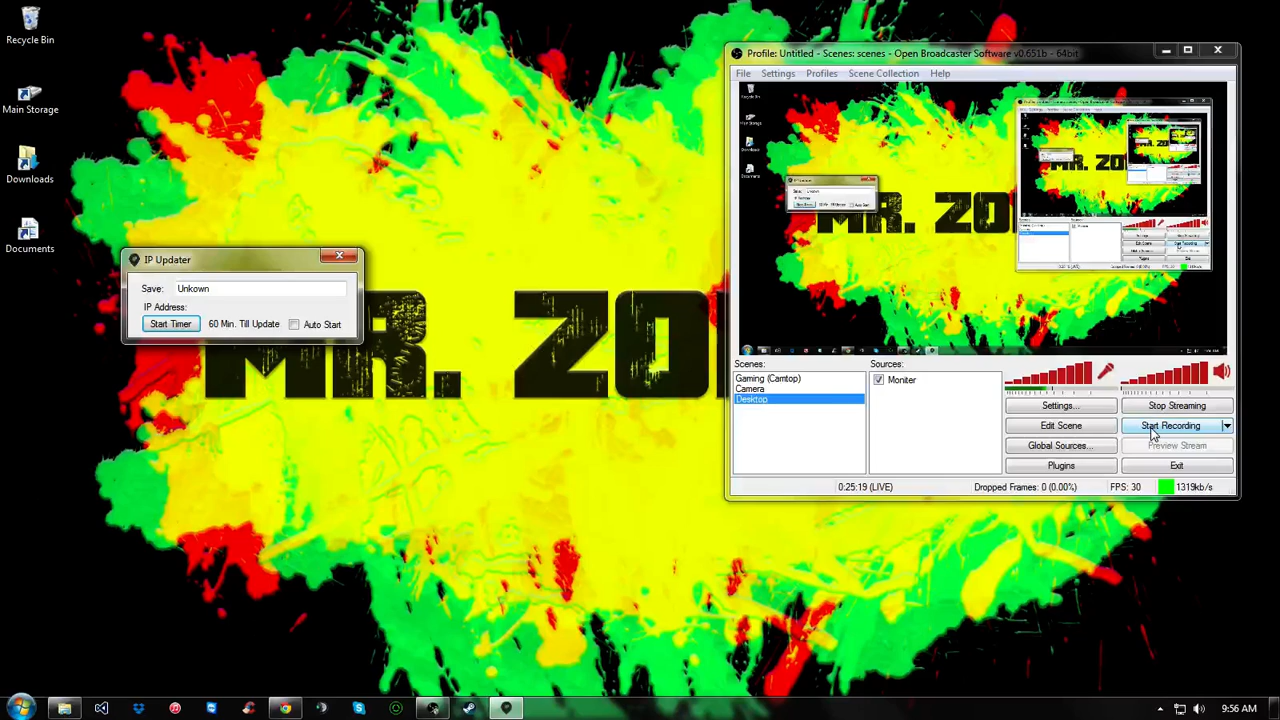 Recycle Bin
Main Storage
Downloads
Documents
MR. ZO
IP Updater
Save: Unkown
IP Address:
Start Timer 60 Min. Till Update Auto Start
Profile: Untitled - Scenes: scenes - Open Broadcaster Software v0.651b - 64bit
File Settings Profiles Scene Collection Help
MR. ZO
Scenes: Sources:
Gaming (Camtop)
Camera
Desktop
Moniter
Settings... Stop Streaming
Edit Scene Start Recording
Global Sources... Preview Stream
Plugins Exit
0:25:19 (LIVE) Dropped Frames: 0 (0.00%) FPS: 30 1319kb/s
9:56 AM